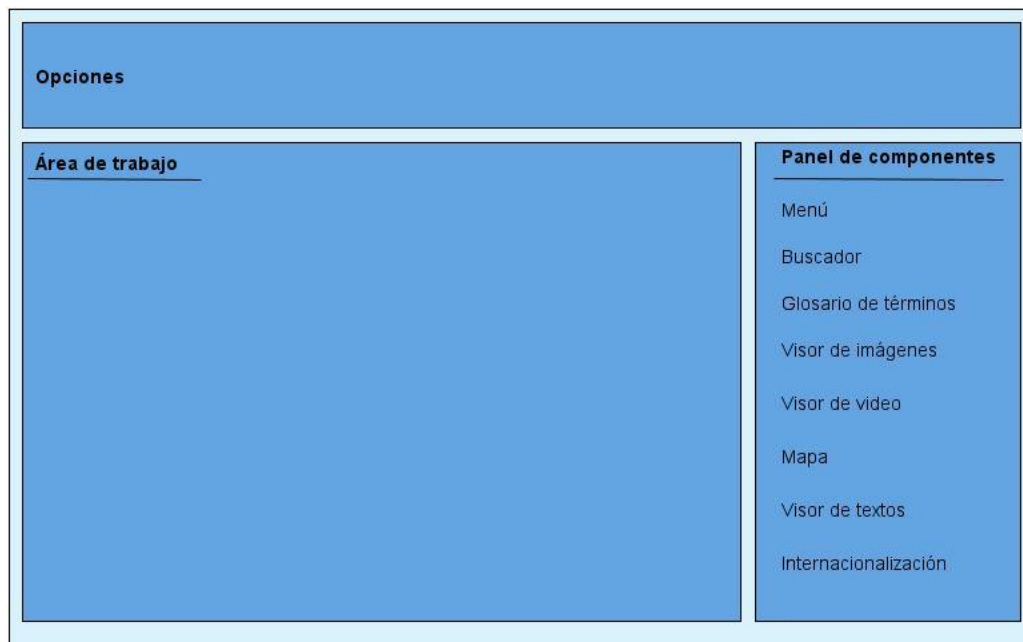 Opciones
Área de trabajo
Panel de componentes
Menú
Buscador
Glosario de términos
Visor de imágenes
Visor de video
Mapa
Visor de textos
Internacionalización